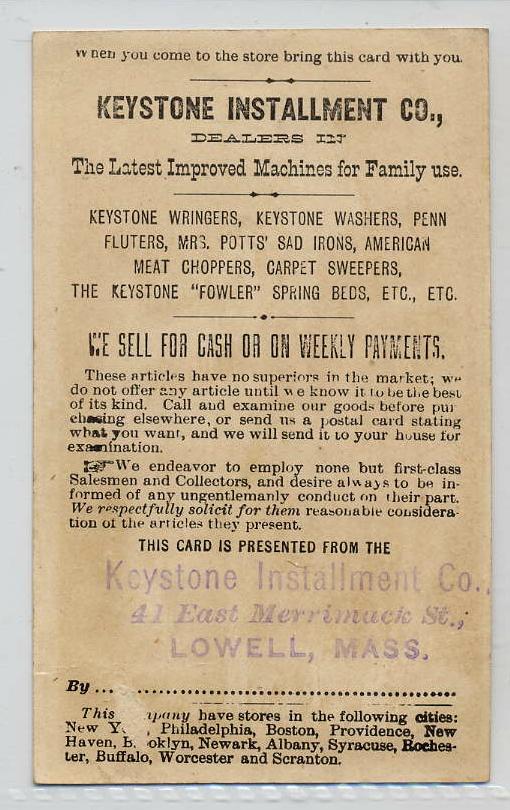 When you come to the store bring this card with you.
KEYSTONE INSTALLMENT CO.,
DEALERS IN
The Latest Improved Machines for Family use.
KEYSTONE WRINGERS, KEYSTONE WASHERS, PENN
FLUTERS, MRS. POTTS' SAD IRONS, AMERICAN
MEAT CHOPPERS, CARPET SWEEPERS,
THE KEYSTONE "FOWLER" SPRING BEDS, ETC., ETC.
WE SELL FOR CASH OR ON WEEKLY PAYMENTS.
These articles have no superiors in the market; we
do not offer any article until we know it to be the best
of its kind. Call and examine our goods before pur
chasing elsewhere, or send us a postal card stating
what you want, and we will send it to your house for
examination.
☞We endeavor to employ none but first-class
Salesmen and Collectors, and desire always to be in-
formed of any ungentlemanly conduct on their part.
We respectfully solicit for them reasonable considera-
tion of the articles they present.
THIS CARD IS PRESENTED FROM THE
Keystone Installment Co.,
41 East Merrimack St.,
LOWELL, MASS.
By ..........................................
This pany have stores in the following cities:
New Y , Philadelphia, Boston, Providence, New
Haven, B. oklyn, Newark, Albany, Syracuse, Roches-
ter, Buffalo, Worcester and Scranton.